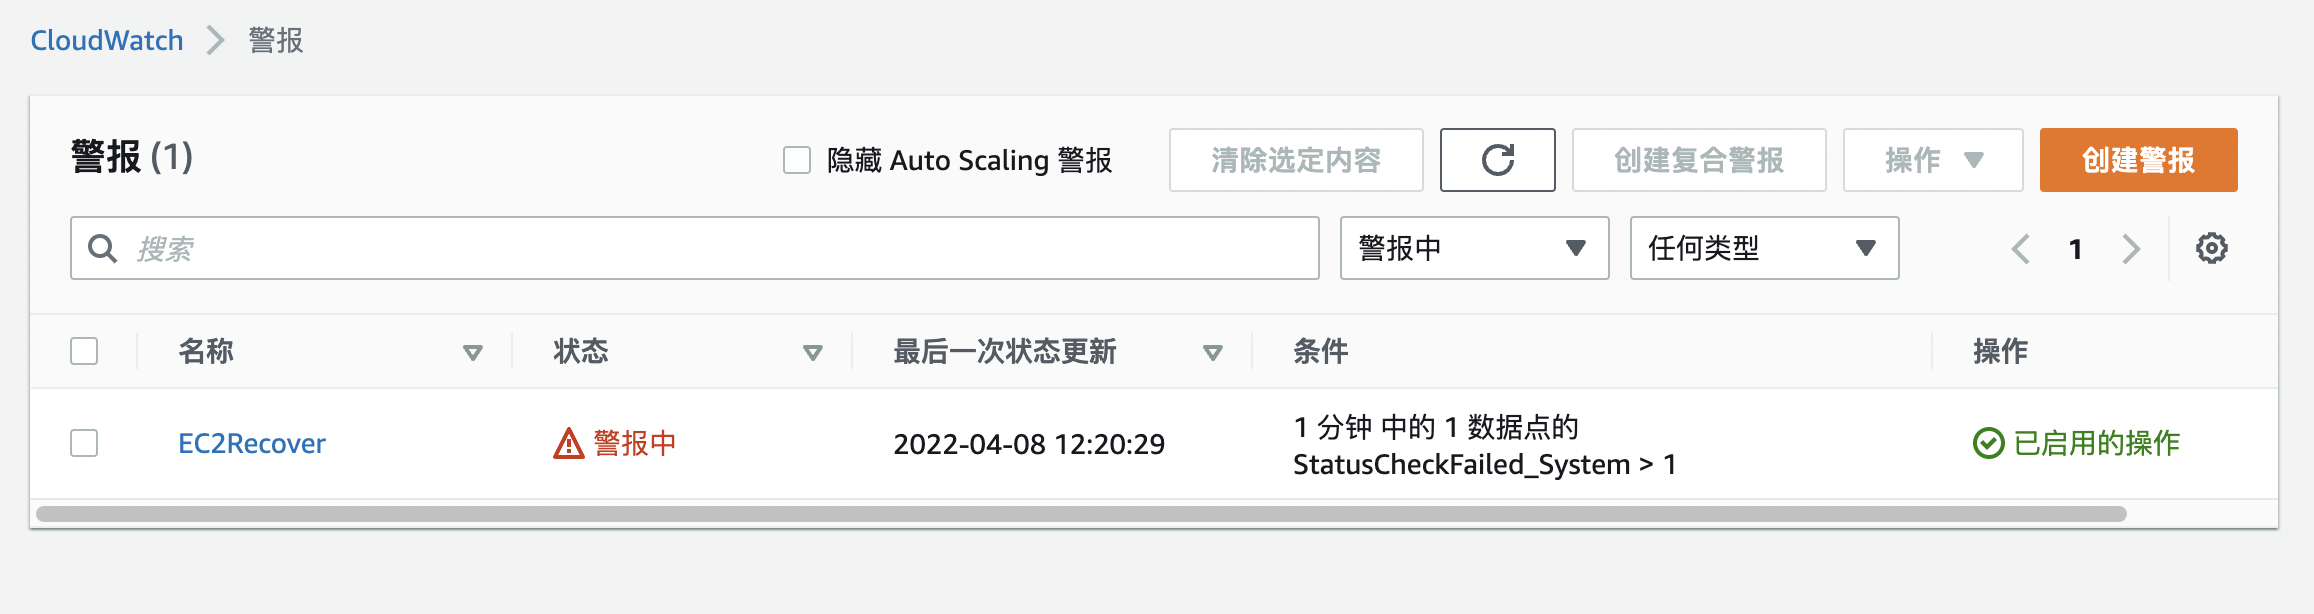 CloudWatch > 警报
警报 (1)
隐藏 Auto Scaling 警报
清除选定内容
创建复合警报
操作
创建警报
搜索
警报中
任何类型
1
名称
状态
最后一次状态更新
条件
操作
EC2Recover
警报中
2022-04-08 12:20:29
1 分钟 中的 1 数据点的
StatusCheckFailed_System > 1
已启用的操作